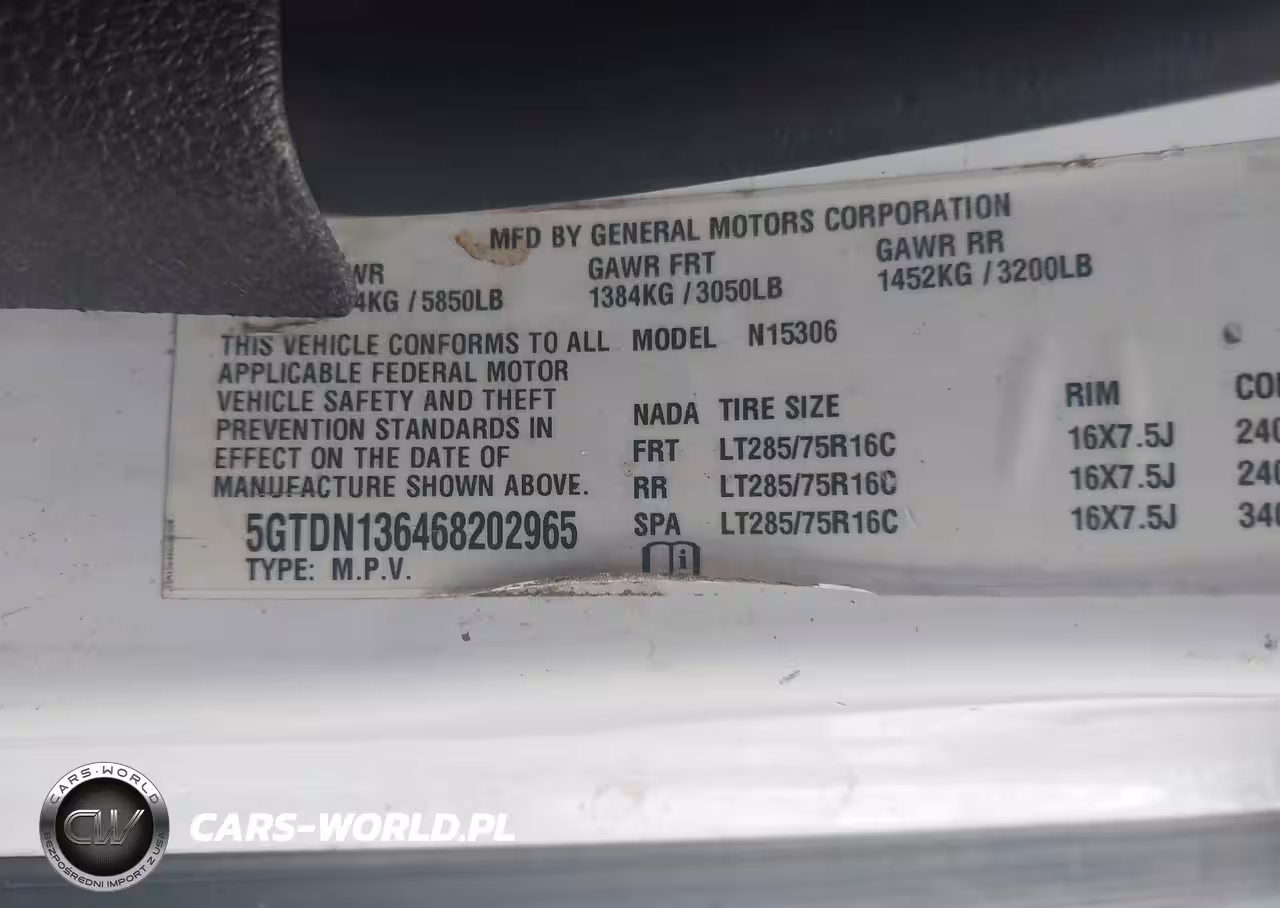 MFD BY GENERAL MOTORS CORPORATION
WR GAWR FRT GAWR RR
4KG / 5850LB 1384KG / 3050LB 1452KG / 3200LB
THIS VEHICLE CONFORMS TO ALL MODEL N15306
APPLICABLE FEDERAL MOTOR
VEHICLE SAFETY AND THEFT NADA TIRE SIZE RIM CO
PREVENTION STANDARDS IN FRT LT285/75R16C 16X7.5J 240
EFFECT ON THE DATE OF
MANUFACTURE SHOWN ABOVE. RR LT285/75R16C 16X7.5J 240
5GTDN136468202965 SPA LT285/75R16C 16X7.5J 340
TYPE: M.P.V.
CARS-WORLD
CW
BEZPOŚREDNI IMPORT Z USA
CARS-WORLD.PL